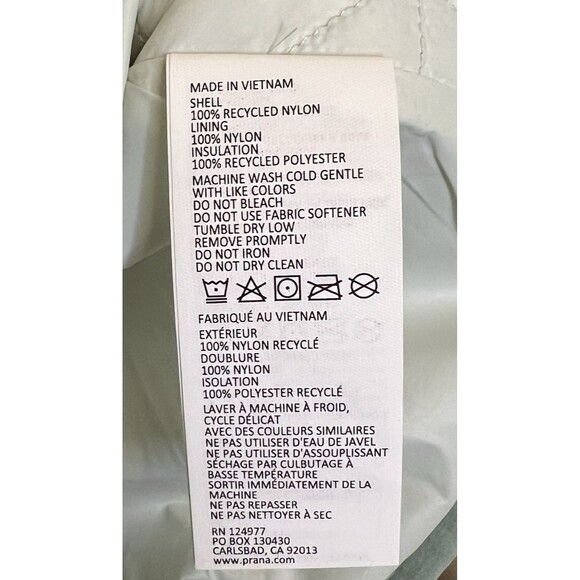 MADE IN VIETNAM
SHELL
100% RECYCLED NYLON
LINING
100% NYLON
INSULATION
100% RECYCLED POLYESTER
MACHINE WASH COLD GENTLE
WITH LIKE COLORS
DO NOT BLEACH
DO NOT USE FABRIC SOFTENER
TUMBLE DRY LOW
REMOVE PROMPTLY
DO NOT IRON
DO NOT DRY CLEAN
FABRIQUÉ AU VIETNAM
EXTÉRIEUR
100% NYLON RECYCLÉ
DOUBLURE
100% NYLON
ISOLATION
100% POLYESTER RECYCLÉ
LAVER À MACHINE À FROID,
CYCLE DÉLICAT
AVEC DES COULEURS SIMILAIRES
NE PAS UTILISER D'EAU DE JAVEL
NE PAS UTILISER D'ASSOUPLISSANT
SÉCHAGE PAR CULBUTAGE À
BASSE TEMPÉRATURE
SORTIR IMMÉDIATEMENT DE LA
MACHINE
NE PAS REPASSER
NE PAS NETTOYER À SEC
RN 124977
PO BOX 130430
CARLSBAD, CA 92013
www.prana.com